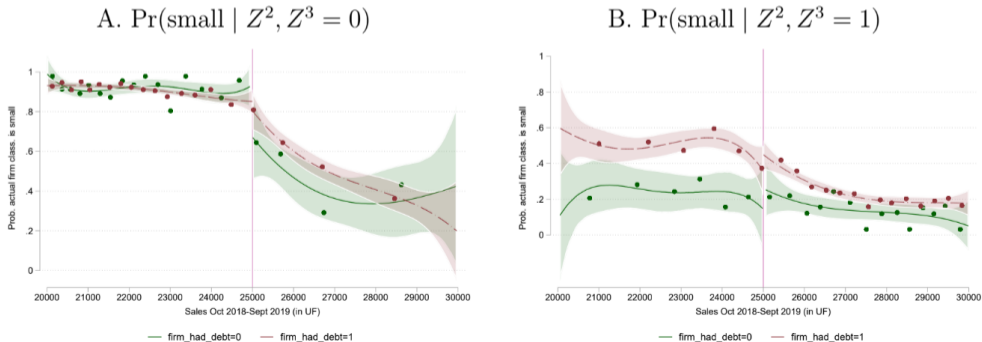 A. Pr(small | Z², Z³ = 0)
Prob. actual firm class. is small
1
.8
.6
.4
.2
0
20000 21000 22000 23000 24000 25000 26000 27000 28000 29000 30000
Sales Oct 2018-Sept 2019 (in UF)
firm_had_debt=0 firm_had_debt=1
B. Pr(small | Z², Z³ = 1)
Prob. actual firm class. is small
1
.8
.6
.4
.2
0
20000 21000 22000 23000 24000 25000 26000 27000 28000 29000 30000
Sales Oct 2018-Sept 2019 (in UF)
firm_had_debt=0 firm_had_debt=1